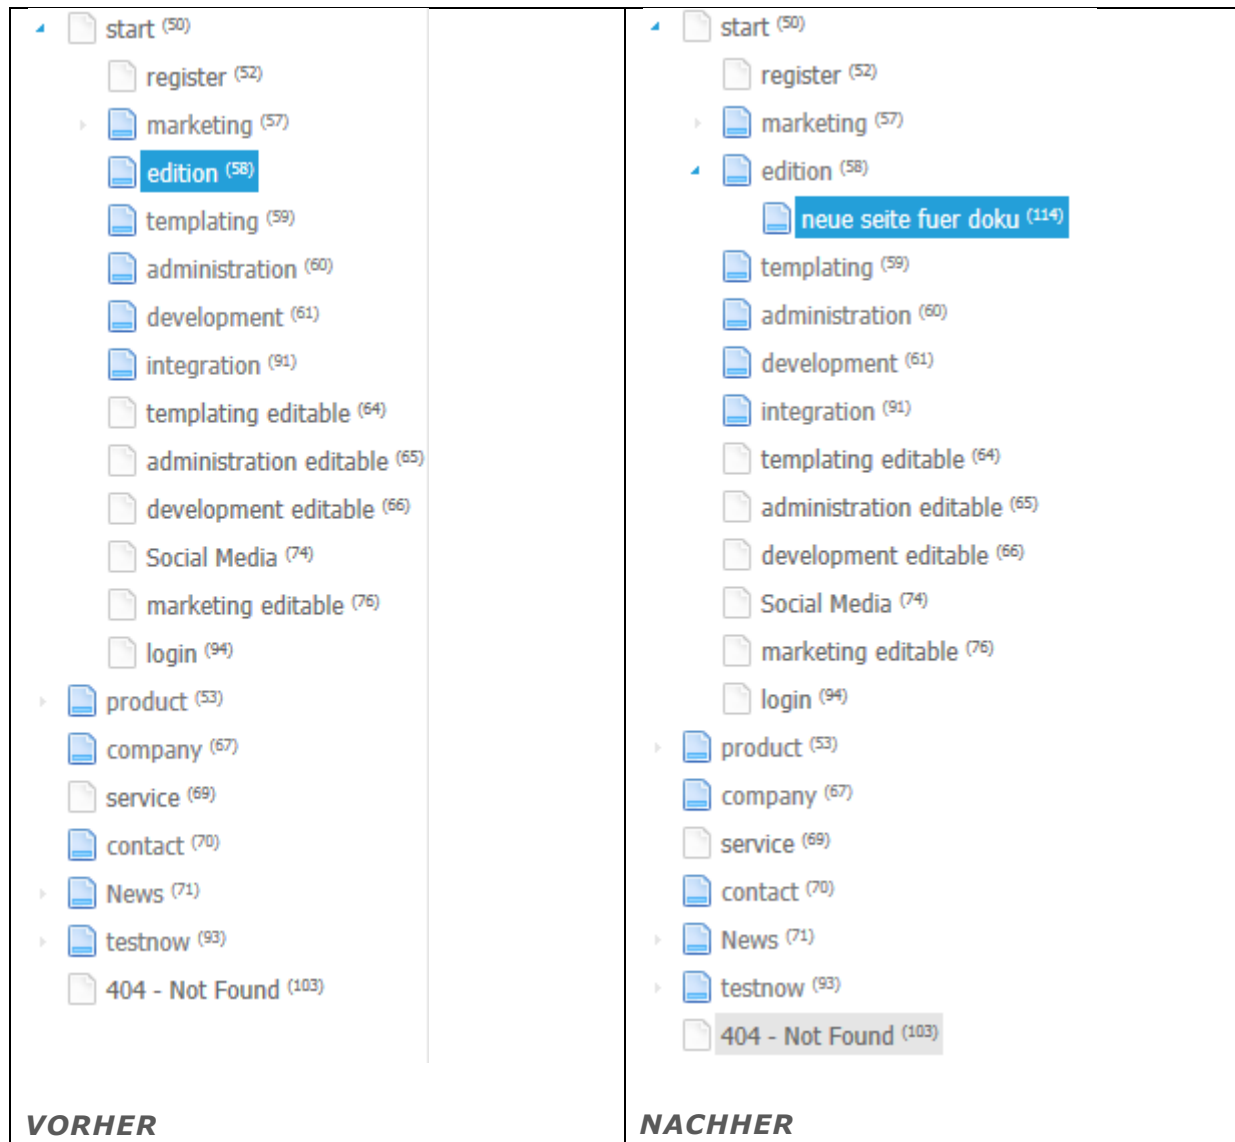 start (50)
register (52)
marketing (57)
edition (58)
templating (59)
administration (60)
development (61)
integration (91)
templating editable (64)
administration editable (65)
development editable (66)
Social Media (74)
marketing editable (76)
login (94)
product (53)
company (67)
service (69)
contact (70)
News (71)
testnow (93)
404 - Not Found (103)
VORHER
start (50)
register (52)
marketing (57)
edition (58)
neue seite fuer doku (114)
templating (59)
administration (60)
development (61)
integration (91)
templating editable (64)
administration editable (65)
development editable (66)
Social Media (74)
marketing editable (76)
login (94)
product (53)
company (67)
service (69)
contact (70)
News (71)
testnow (93)
404 - Not Found (103)
NACHHER